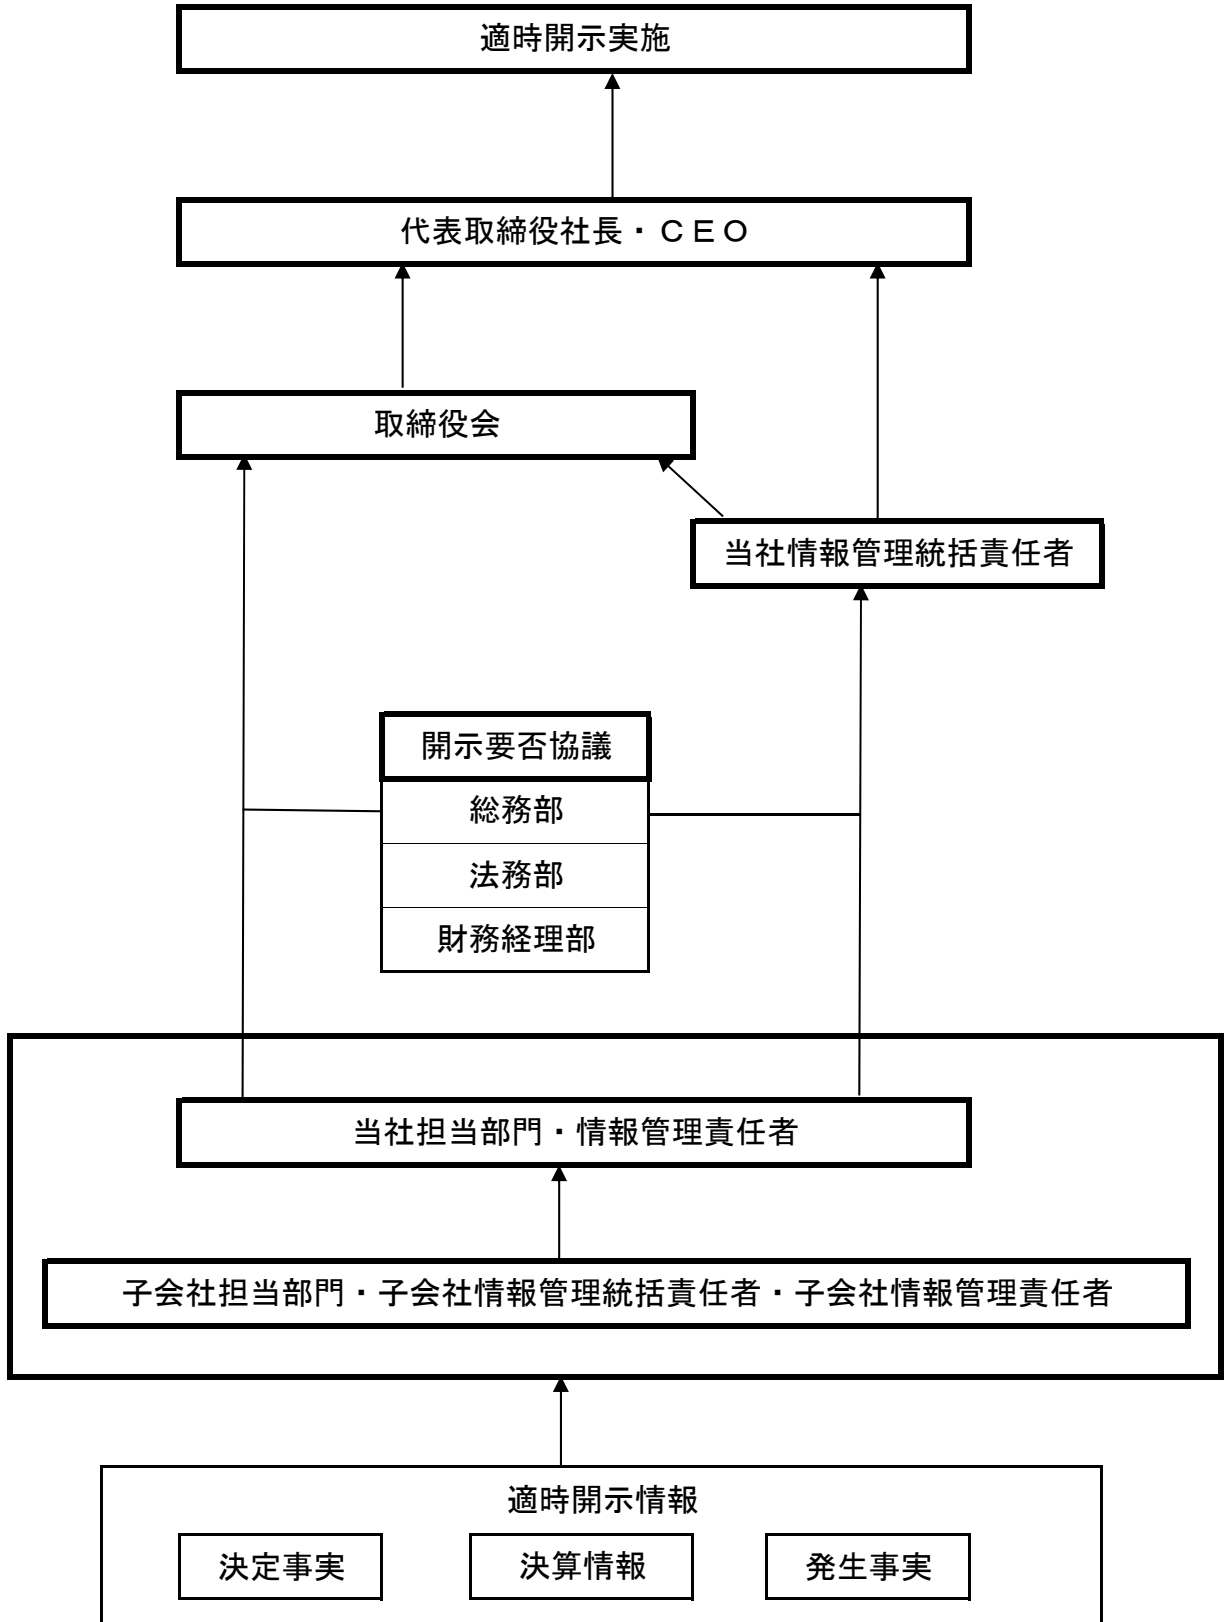 適時開示実施
代表取締役社長・ＣＥＯ
取締役会
当社情報管理統括責任者
開示要否協議
総務部
法務部
財務経理部
当社担当部門・情報管理責任者
子会社担当部門・子会社情報管理統括責任者・子会社情報管理責任者
適時開示情報
決定事実
決算情報
発生事実